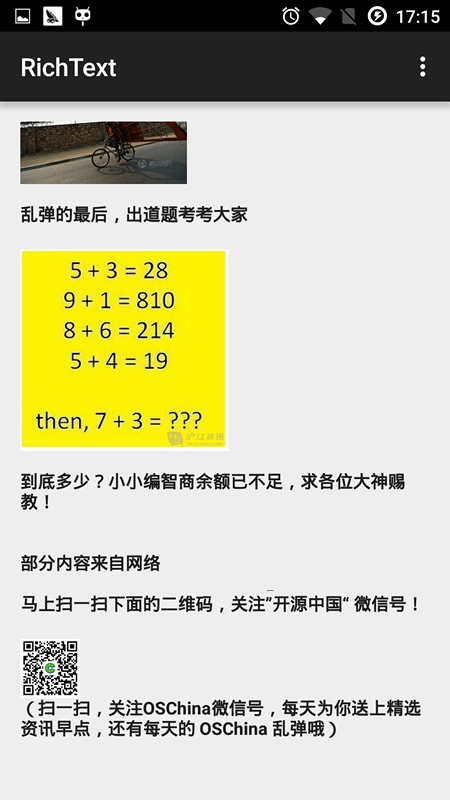 17:15
RichText
乱弹的最后，出道题考考大家
5 + 3 = 28
9 + 1 = 810
8 + 6 = 214
5 + 4 = 19
then, 7 + 3 = ???
沪江英语
到底多少？小小编智商余额已不足，求各位大神赐
教！
部分内容来自网络
马上扫一扫下面的二维码，关注”开源中国“ 微信号！
（扫一扫，关注OSChina微信号，每天为你送上精选
资讯早点，还有每天的 OSChina 乱弹哦）